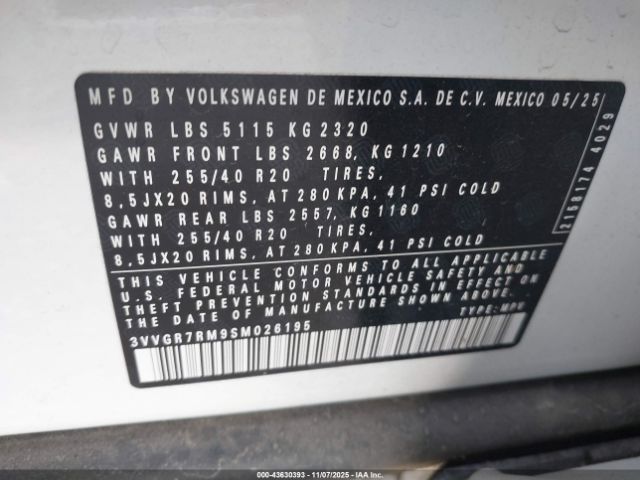 MFD BY VOLKSWAGEN DE MEXICO S.A. DE C.V. MEXICO 05/25
GVWR LBS 5115 KG 2320
GAWR FRONT LBS 2668, KG 1210
WITH 255/40 R20 TIRES,
8,5JX20 RIMS, AT 280 KPA, 41 PSI COLD
GAWR REAR LBS 2557, KG 1160
WITH 255/40 R20 TIRES,
8,5JX20 RIMS, AT 280 KPA, 41 PSI COLD
THIS VEHICLE CONFORMS TO ALL APPLICABLE
U.S. FEDERAL MOTOR VEHICLE SAFETY AND
THEFT PREVENTION STANDARDS IN EFFECT ON
THE DATE OF MANUFACTURE SHOWN ABOVE.
3VVGR7RM9SM026195
TYPE: MPV
2158174 4029
000-43630393 - 11/07/2025 - IAA, Inc.